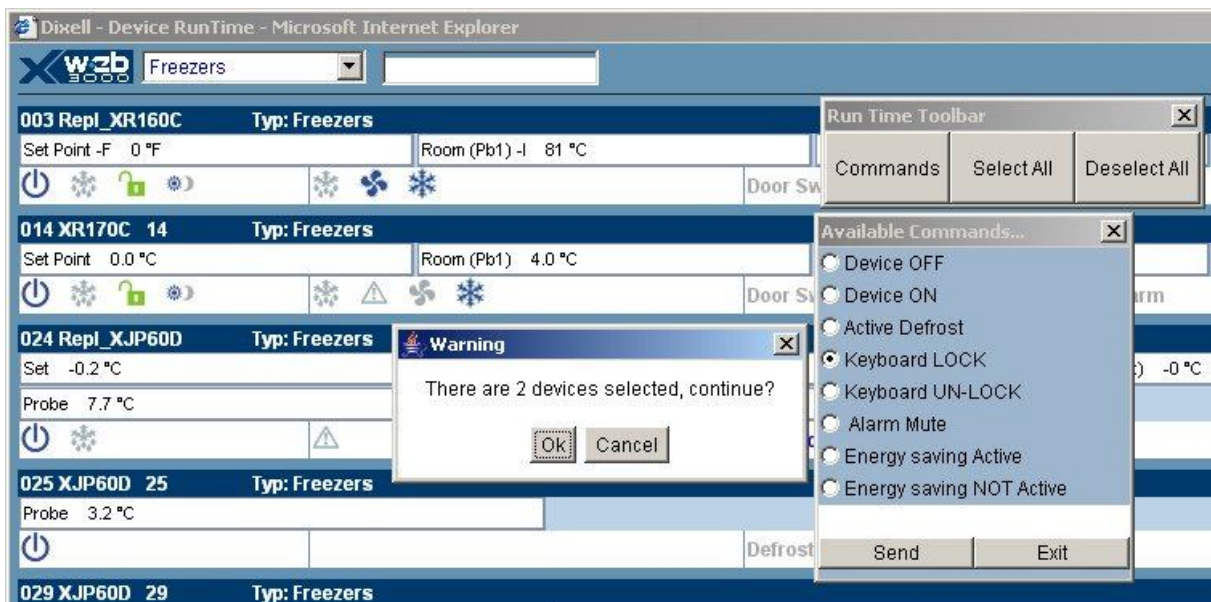 Dixell - Device RunTime - Microsoft Internet Explorer
Xweb 3000 Freezers
003 Repl_XR160C Typ: Freezers
Set Point -F 0 °F Room (Pb1) -I 81 °C
Door Sw
014 XR170C 14 Typ: Freezers
Set Point 0.0 °C Room (Pb1) 4.0 °C
Door
024 Repl_XJP60D Typ: Freezers
Set -0.2 °C
-0 °C
Probe 7.7 °C
025 XJP60D 25 Typ: Freezers
Probe 3.2 °C
Defrost
029 XJP60D 29 Typ: Freezers
Run Time Toolbar
Commands Select All Deselect All
Available Commands...
Device OFF
Device ON
Active Defrost
Keyboard LOCK
Keyboard UN-LOCK
Alarm Mute
Energy saving Active
Energy saving NOT Active
Send Exit
Warning
There are 2 devices selected, continue?
Ok Cancel